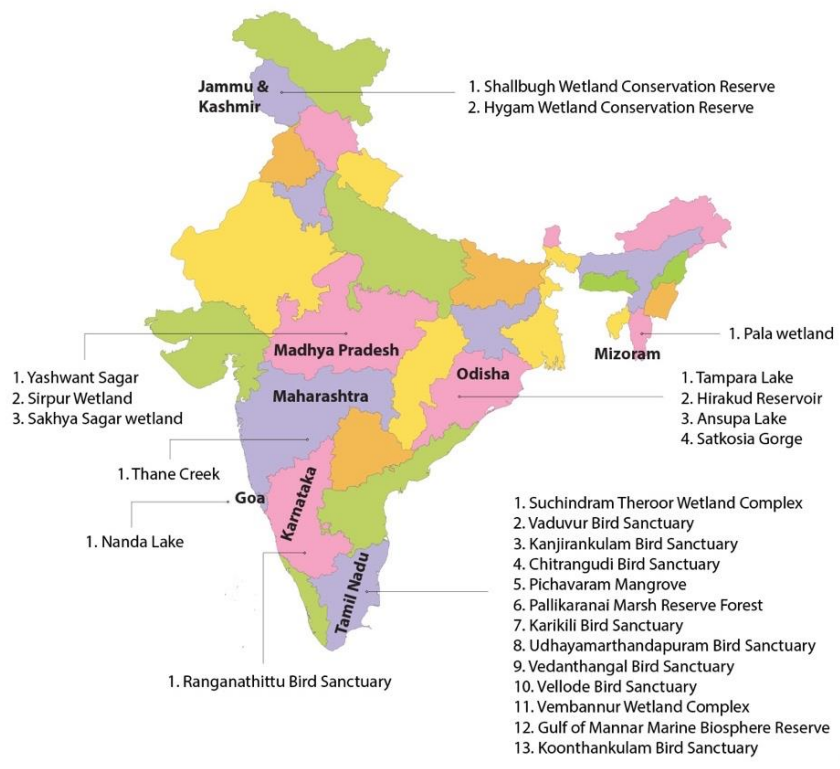 Jammu &
Kashmir
1. Shallbugh Wetland Conservation Reserve
2. Hygam Wetland Conservation Reserve
1. Pala wetland
Mizoram
Madhya Pradesh
1. Yashwant Sagar
2. Sirpur Wetland
3. Sakhya Sagar wetland
Odisha
1. Tampara Lake
2. Hirakud Reservoir
3. Ansupa Lake
4. Satkosia Gorge
Maharashtra
1. Thane Creek
Goa
1. Nanda Lake
Karnataka
1. Ranganathittu Bird Sanctuary
Tamil Nadu
1. Suchindram Theroor Wetland Complex
2. Vaduvur Bird Sanctuary
3. Kanjirankulam Bird Sanctuary
4. Chitrangudi Bird Sanctuary
5. Pichavaram Mangrove
6. Pallikaranai Marsh Reserve Forest
7. Karikili Bird Sanctuary
8. Udhayamarthandapuram Bird Sanctuary
9. Vedanthangal Bird Sanctuary
10. Vellode Bird Sanctuary
11. Vembannur Wetland Complex
12. Gulf of Mannar Marine Biosphere Reserve
13. Koonthankulam Bird Sanctuary